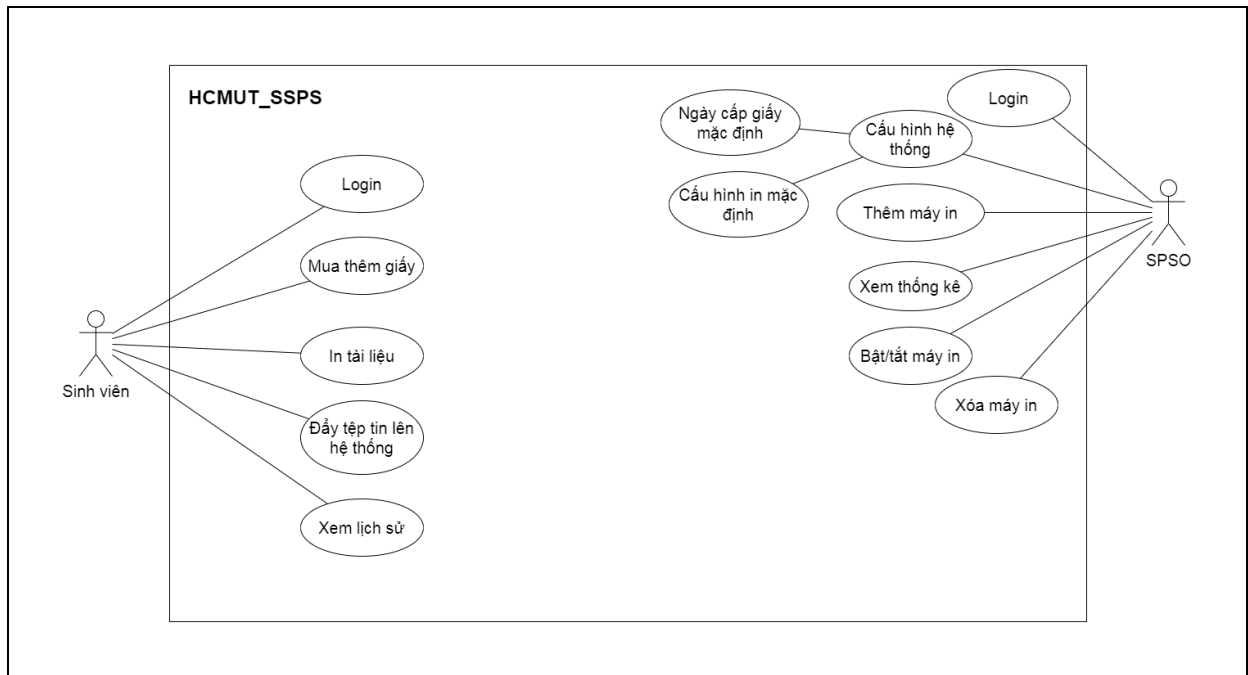 HCMUT_SSPS
Login
Mua thêm giấy
In tài liệu
Đẩy tệp tin lên
hệ thống
Xem lịch sử
Sinh viên
Ngày cấp giấy
mặc định
Cấu hình in mặc
định
Cấu hình hệ
thống
Login
Thêm máy in
Xem thống kê
Bật/tắt máy in
Xóa máy in
SPSO